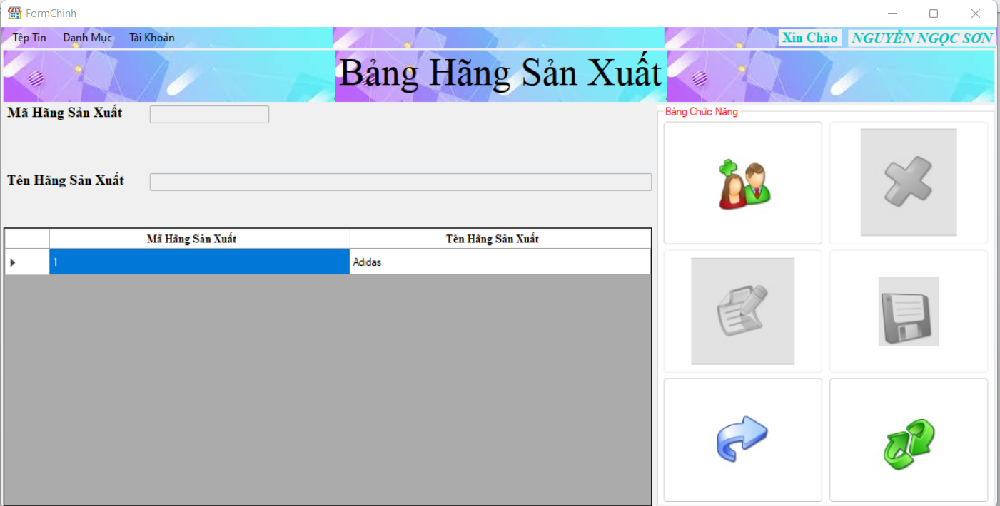 FormChinh
Tệp Tin Danh Mục Tài Khoản Xin Chào NGUYỄN NGỌC SƠN
Bảng Hãng Sản Xuất
Mã Hãng Sản Xuất
Tên Hãng Sản Xuất
Mã Hãng Sản Xuất Tên Hãng Sản Xuất
1 Adidas
Bảng Chức Năng